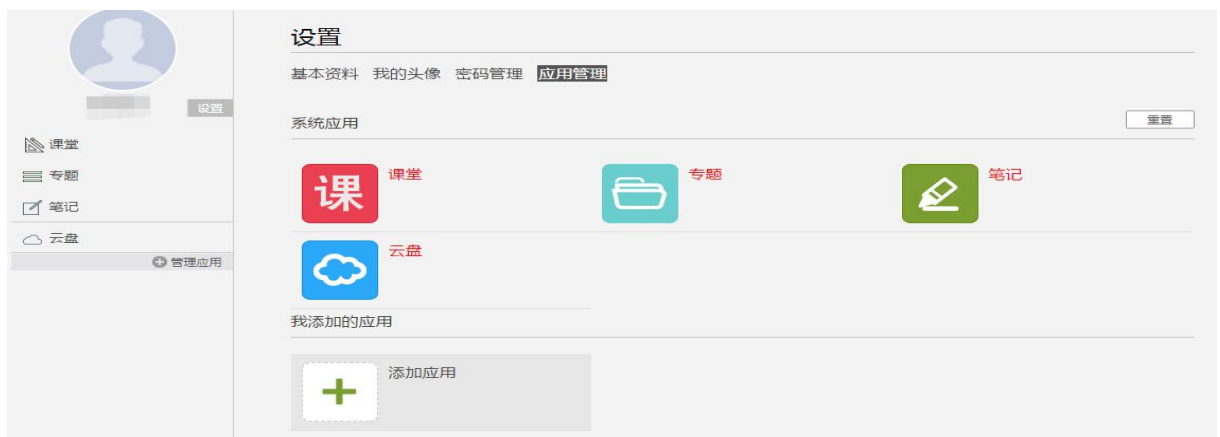 设置
课堂
专题
笔记
云盘
管理应用
设置
基本资料 我的头像 密码管理 应用管理
系统应用 重置
课 课堂 专题 笔记
云盘
我添加的应用
添加应用